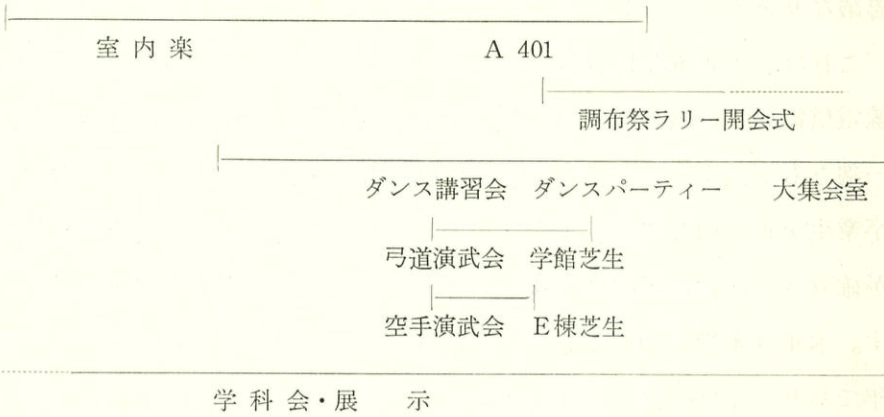 室内楽 A 401
調布祭ラリー開会式
ダンス講習会 ダンスパーティー 大集会室
弓道演武会 学館芝生
空手演武会 E棟芝生
学科会・展 示